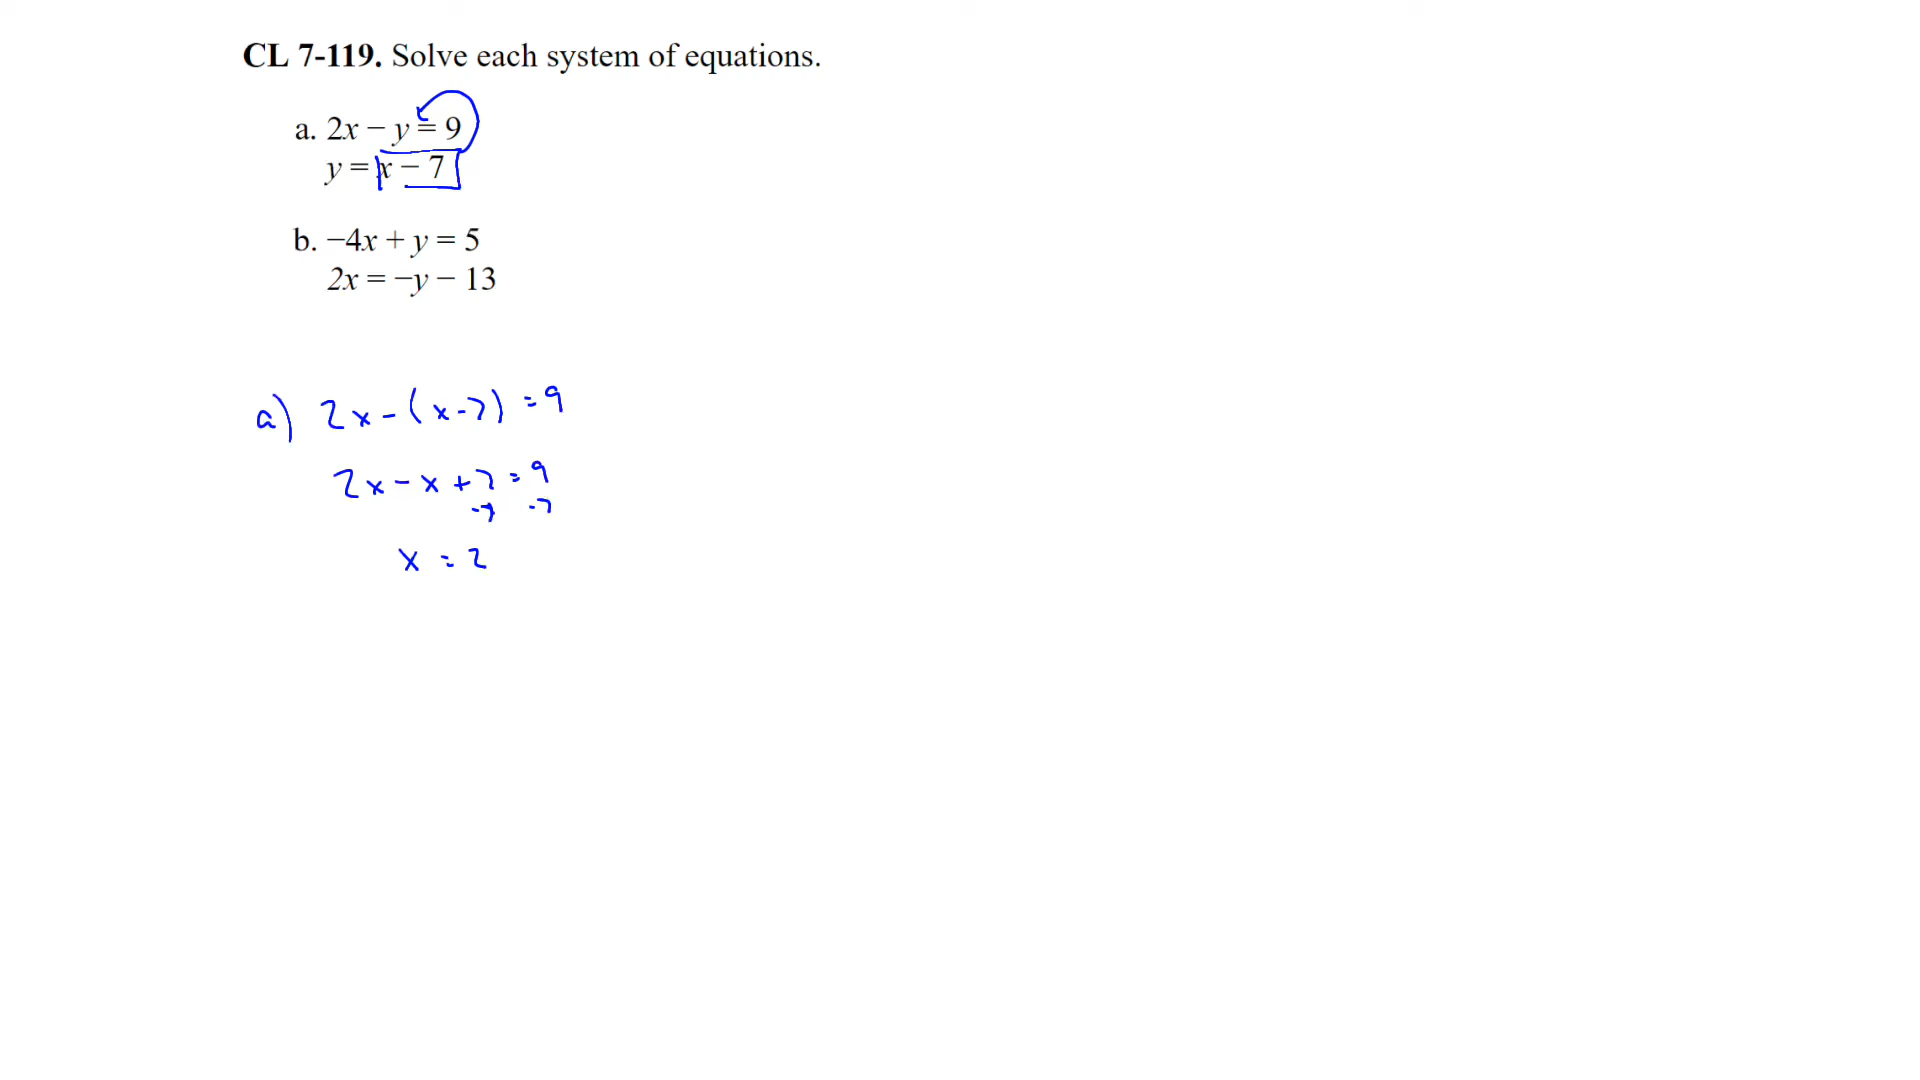 CL 7-119. Solve each system of equations.
a. 2x − y = 9
y = x − 7
b. −4x + y = 5
2x = −y − 13
a) 2x - (x-7) = 9
2x - x + 7 = 9
-7 -7
x = 2